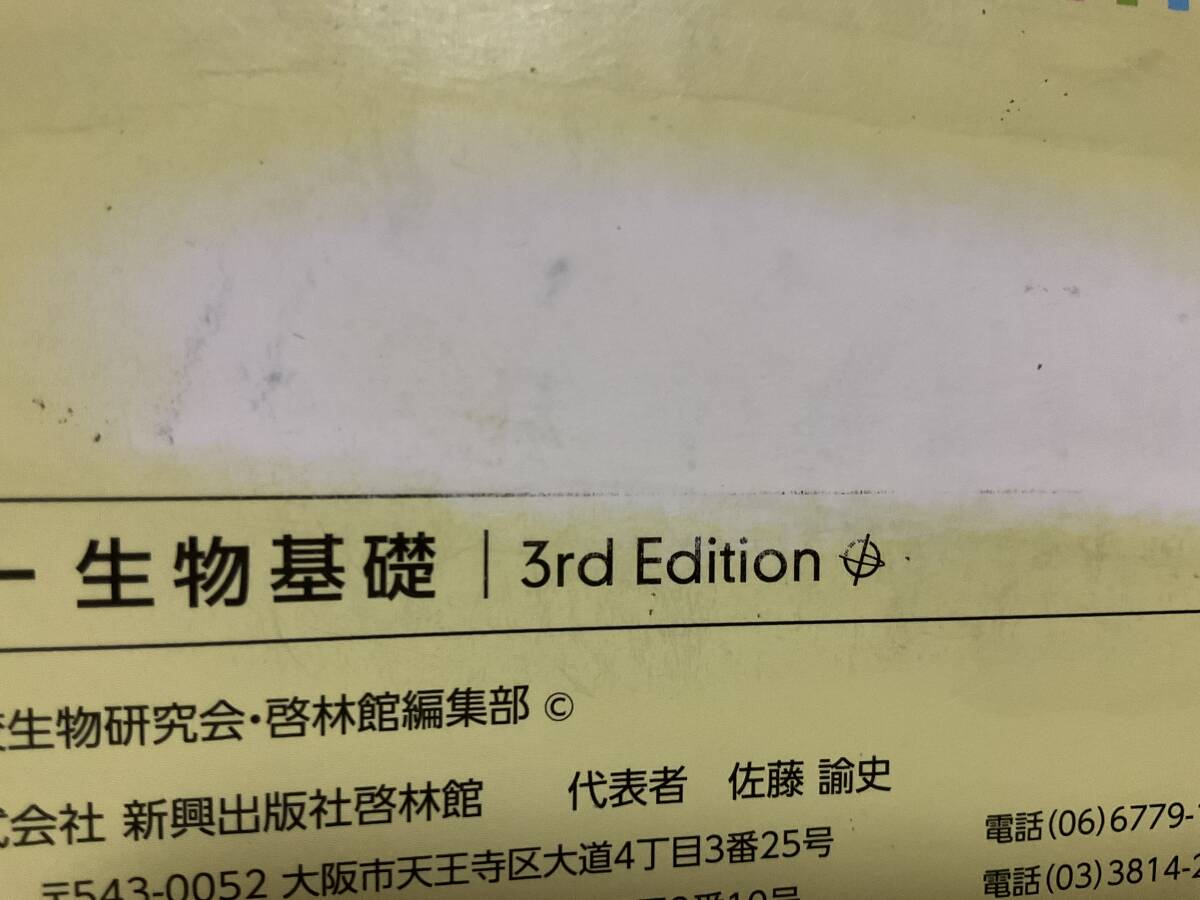 ー 生物基礎 | 3rd Edition
生物研究会・啓林館編集部 ©
式会社 新興出版社啓林館 代表者 佐藤 諭史
〒543-0052 大阪市天王寺区大道4丁目3番25号 電話(06)6779-
電話(03)3814-2